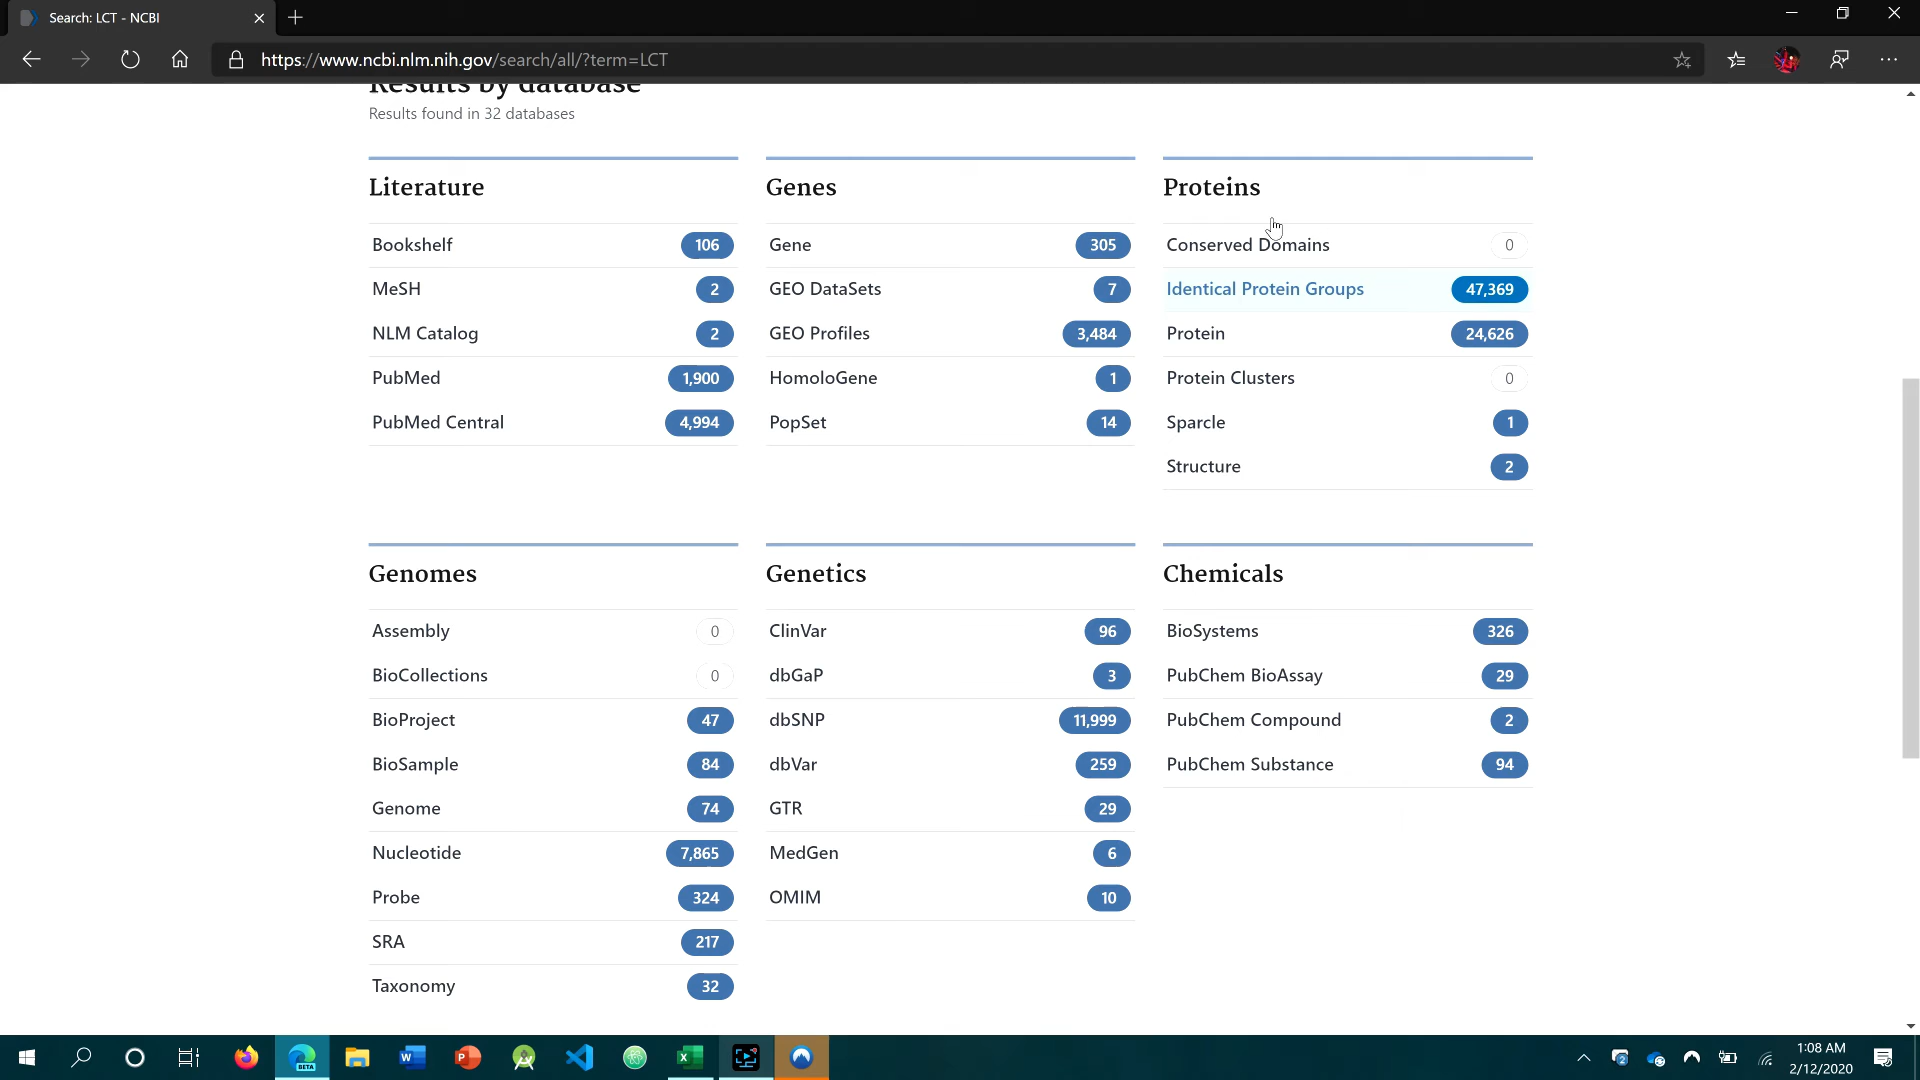 Search: LCT - NCBI
https://www.ncbi.nlm.nih.gov/search/all/?term=LCT
Results by database
Results found in 32 databases
Literature
Bookshelf 106
MeSH 2
NLM Catalog 2
PubMed 1,900
PubMed Central 4,994
Genes
Gene 305
GEO DataSets 7
GEO Profiles 3,484
HomoloGene 1
PopSet 14
Proteins
Conserved Domains 0
Identical Protein Groups 47,369
Protein 24,626
Protein Clusters 0
Sparcle 1
Structure 2
Genomes
Assembly 0
BioCollections 0
BioProject 47
BioSample 84
Genome 74
Nucleotide 7,865
Probe 324
SRA 217
Taxonomy 32
Genetics
ClinVar 96
dbGaP 3
dbSNP 11,999
dbVar 259
GTR 29
MedGen 6
OMIM 10
Chemicals
BioSystems 326
PubChem BioAssay 29
PubChem Compound 2
PubChem Substance 94
BETA
1:08 AM
2/12/2020